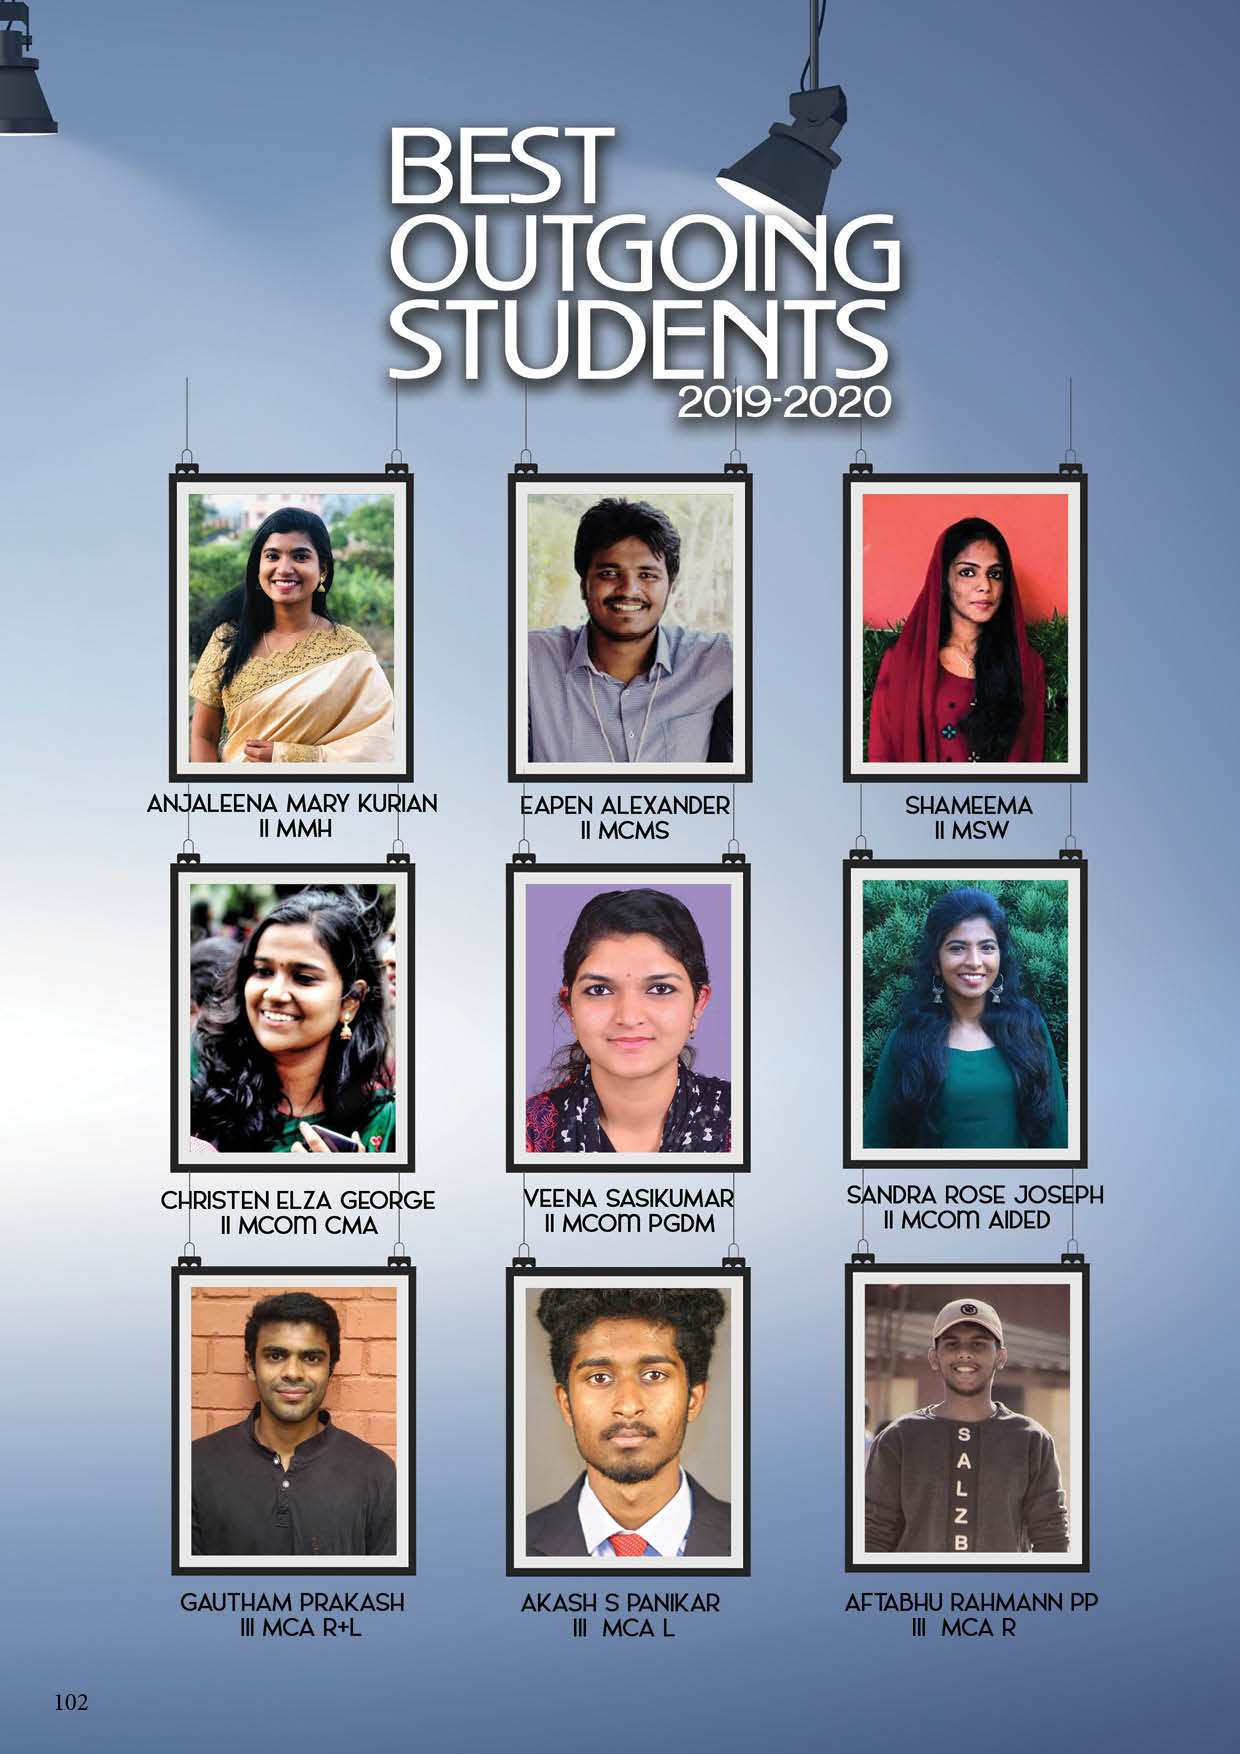 BEST
OUTGOING
STUDENTS
2019-2020
ANJALEENA MARY KURIAN
II MMH
EAPEN ALEXANDER
II MCMS
SHAMEEMA
II MSW
CHRISTEN ELZA GEORGE
II MCOM CMA
VEENA SASIKUMAR
II MCOM PGDM
SANDRA ROSE JOSEPH
II MCOM AIDED
SALZB
GAUTHAM PRAKASH
III MCA R+L
AKASH S PANIKAR
III MCA L
AFTABHU RAHMANN PP
III MCA R
102